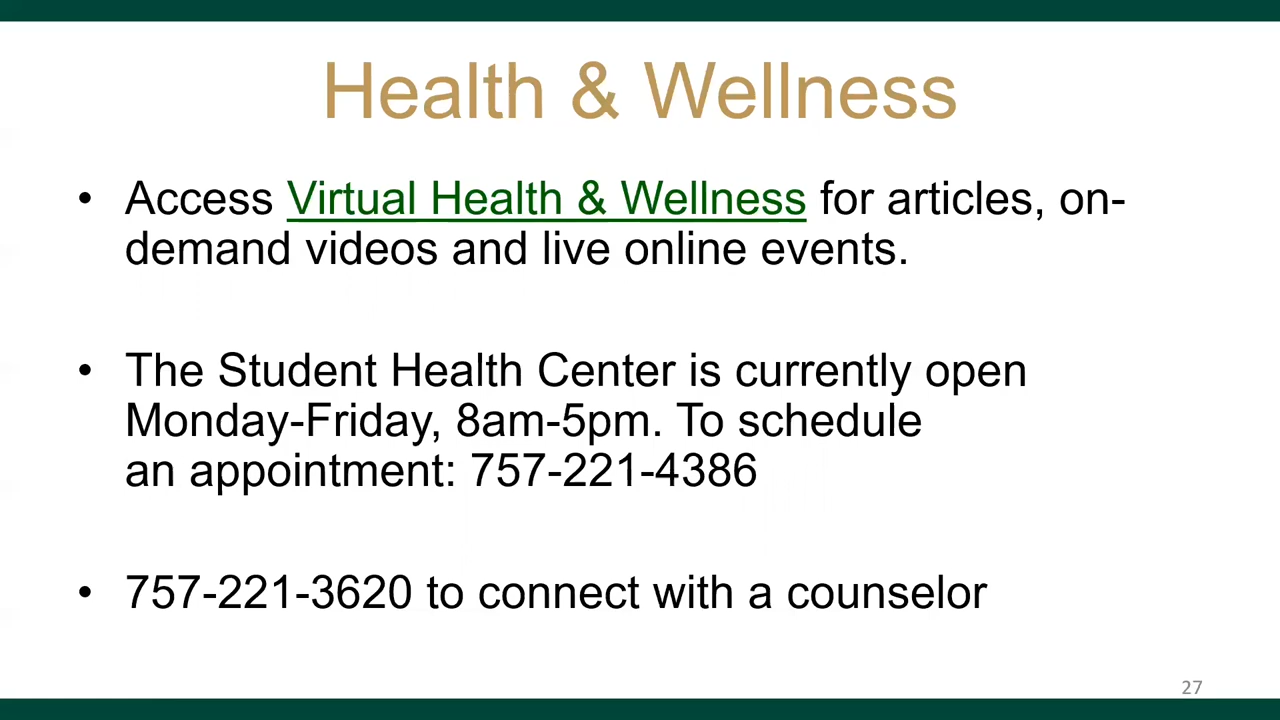 Health & Wellness
• Access Virtual Health & Wellness for articles, on-
demand videos and live online events.
• The Student Health Center is currently open
Monday-Friday, 8am-5pm. To schedule
an appointment: 757-221-4386
• 757-221-3620 to connect with a counselor
27